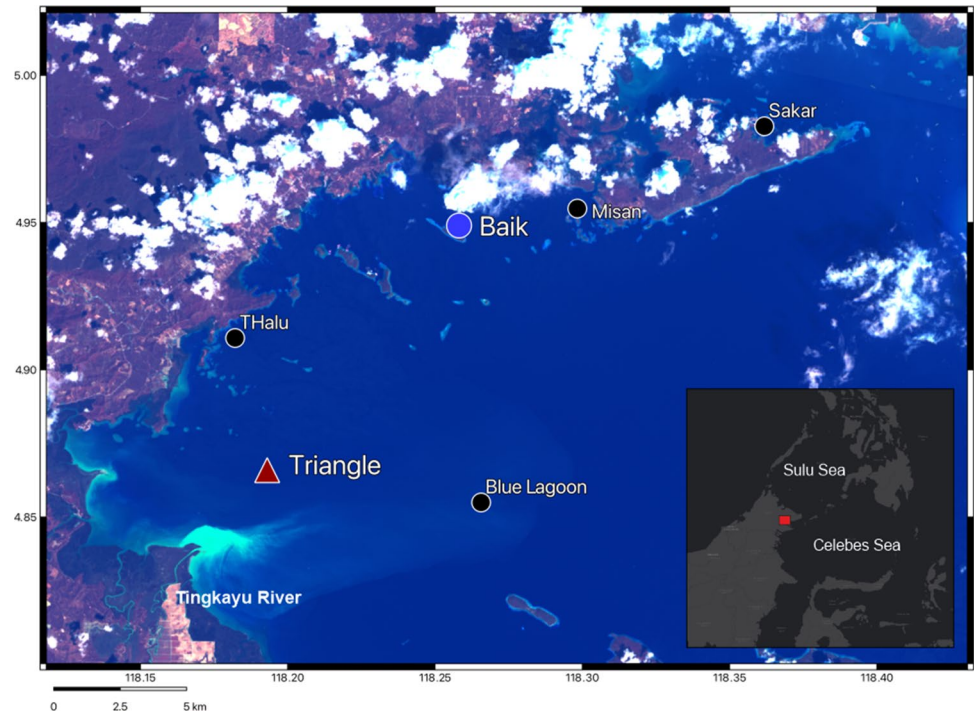 5.00
Sakar
4.95
Baik
Misan
THalu
4.90
Triangle
Blue Lagoon
4.85
Tingkayu River
Sulu Sea
Celebes Sea
118.15
118.20
118.25
118.30
118.35
118.40
0
2.5
5 km